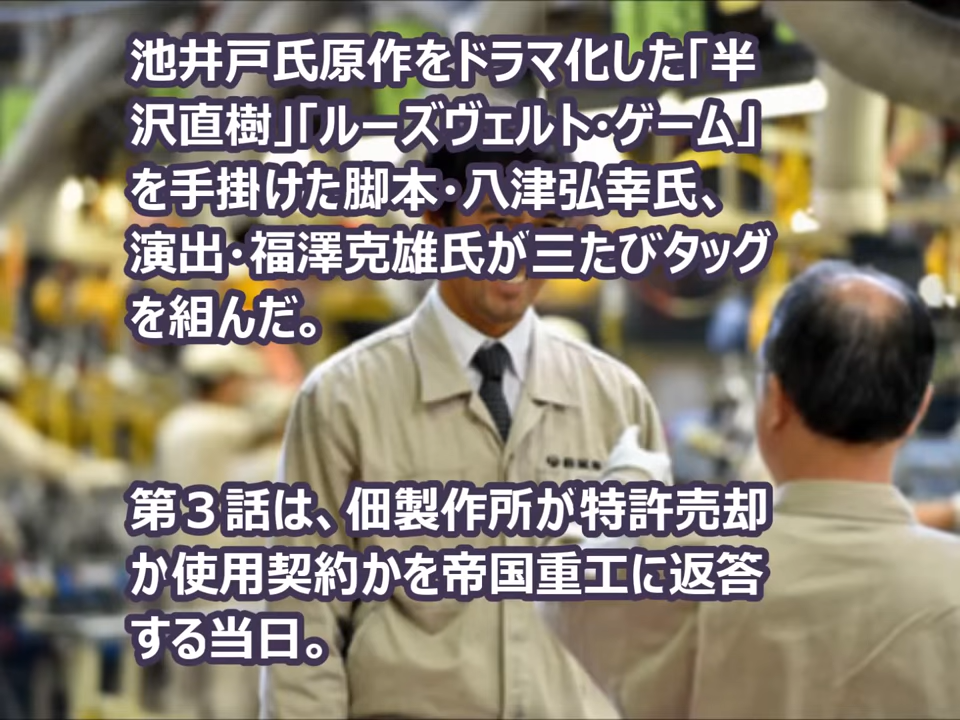 池井戸氏原作をドラマ化した｢半
沢直樹｣｢ルーズヴェルト･ゲーム｣
を手掛けた脚本･八津弘幸氏、
演出･福澤克雄氏が三たびタッグ
を組んだ。
第３話は、佃製作所が特許売却
か使用契約かを帝国重工に返答
する当日。